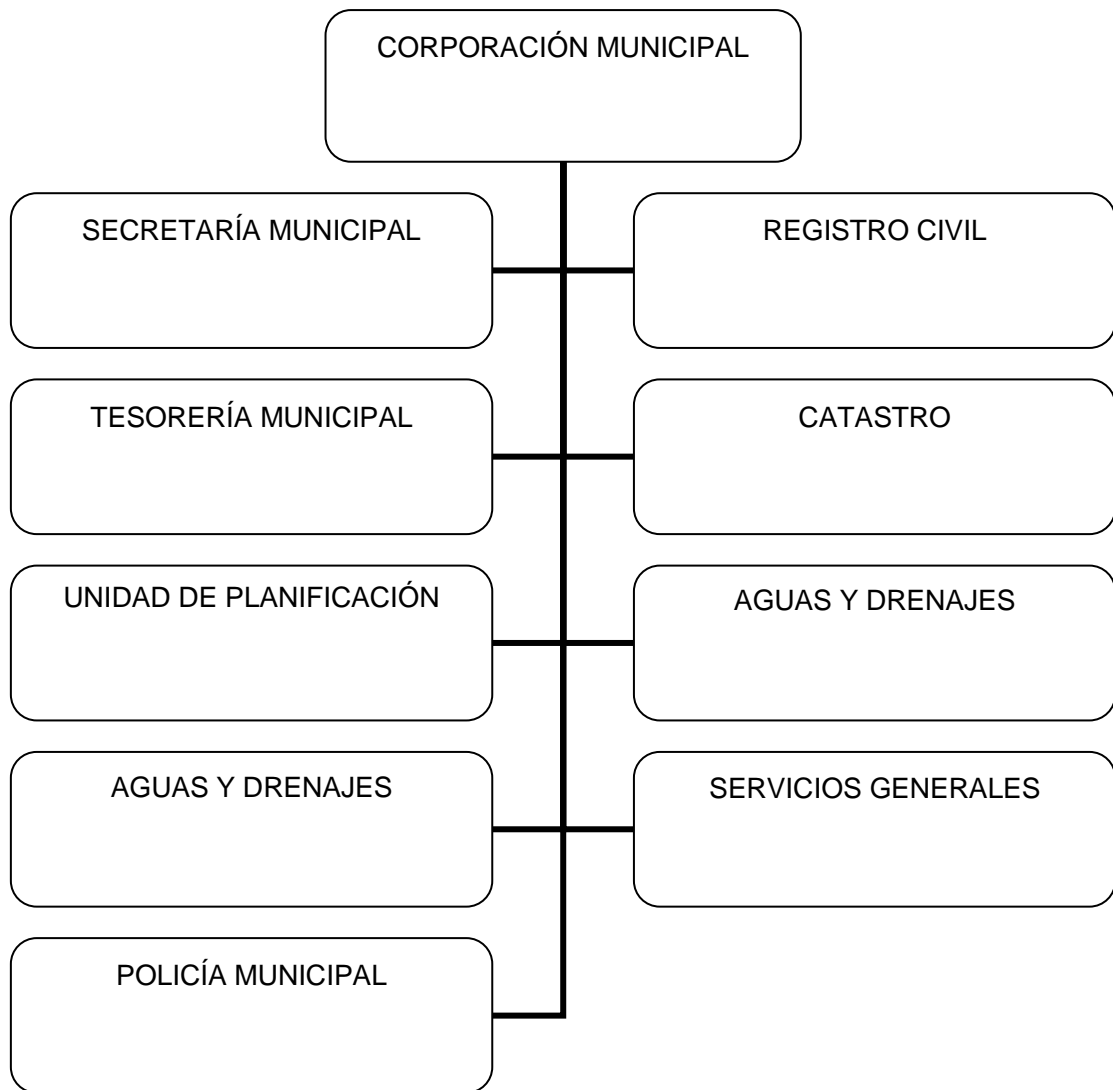 CORPORACIÓN MUNICIPAL
SECRETARÍA MUNICIPAL
REGISTRO CIVIL
TESORERÍA MUNICIPAL
CATASTRO
UNIDAD DE PLANIFICACIÓN
AGUAS Y DRENAJES
AGUAS Y DRENAJES
SERVICIOS GENERALES
POLICÍA MUNICIPAL